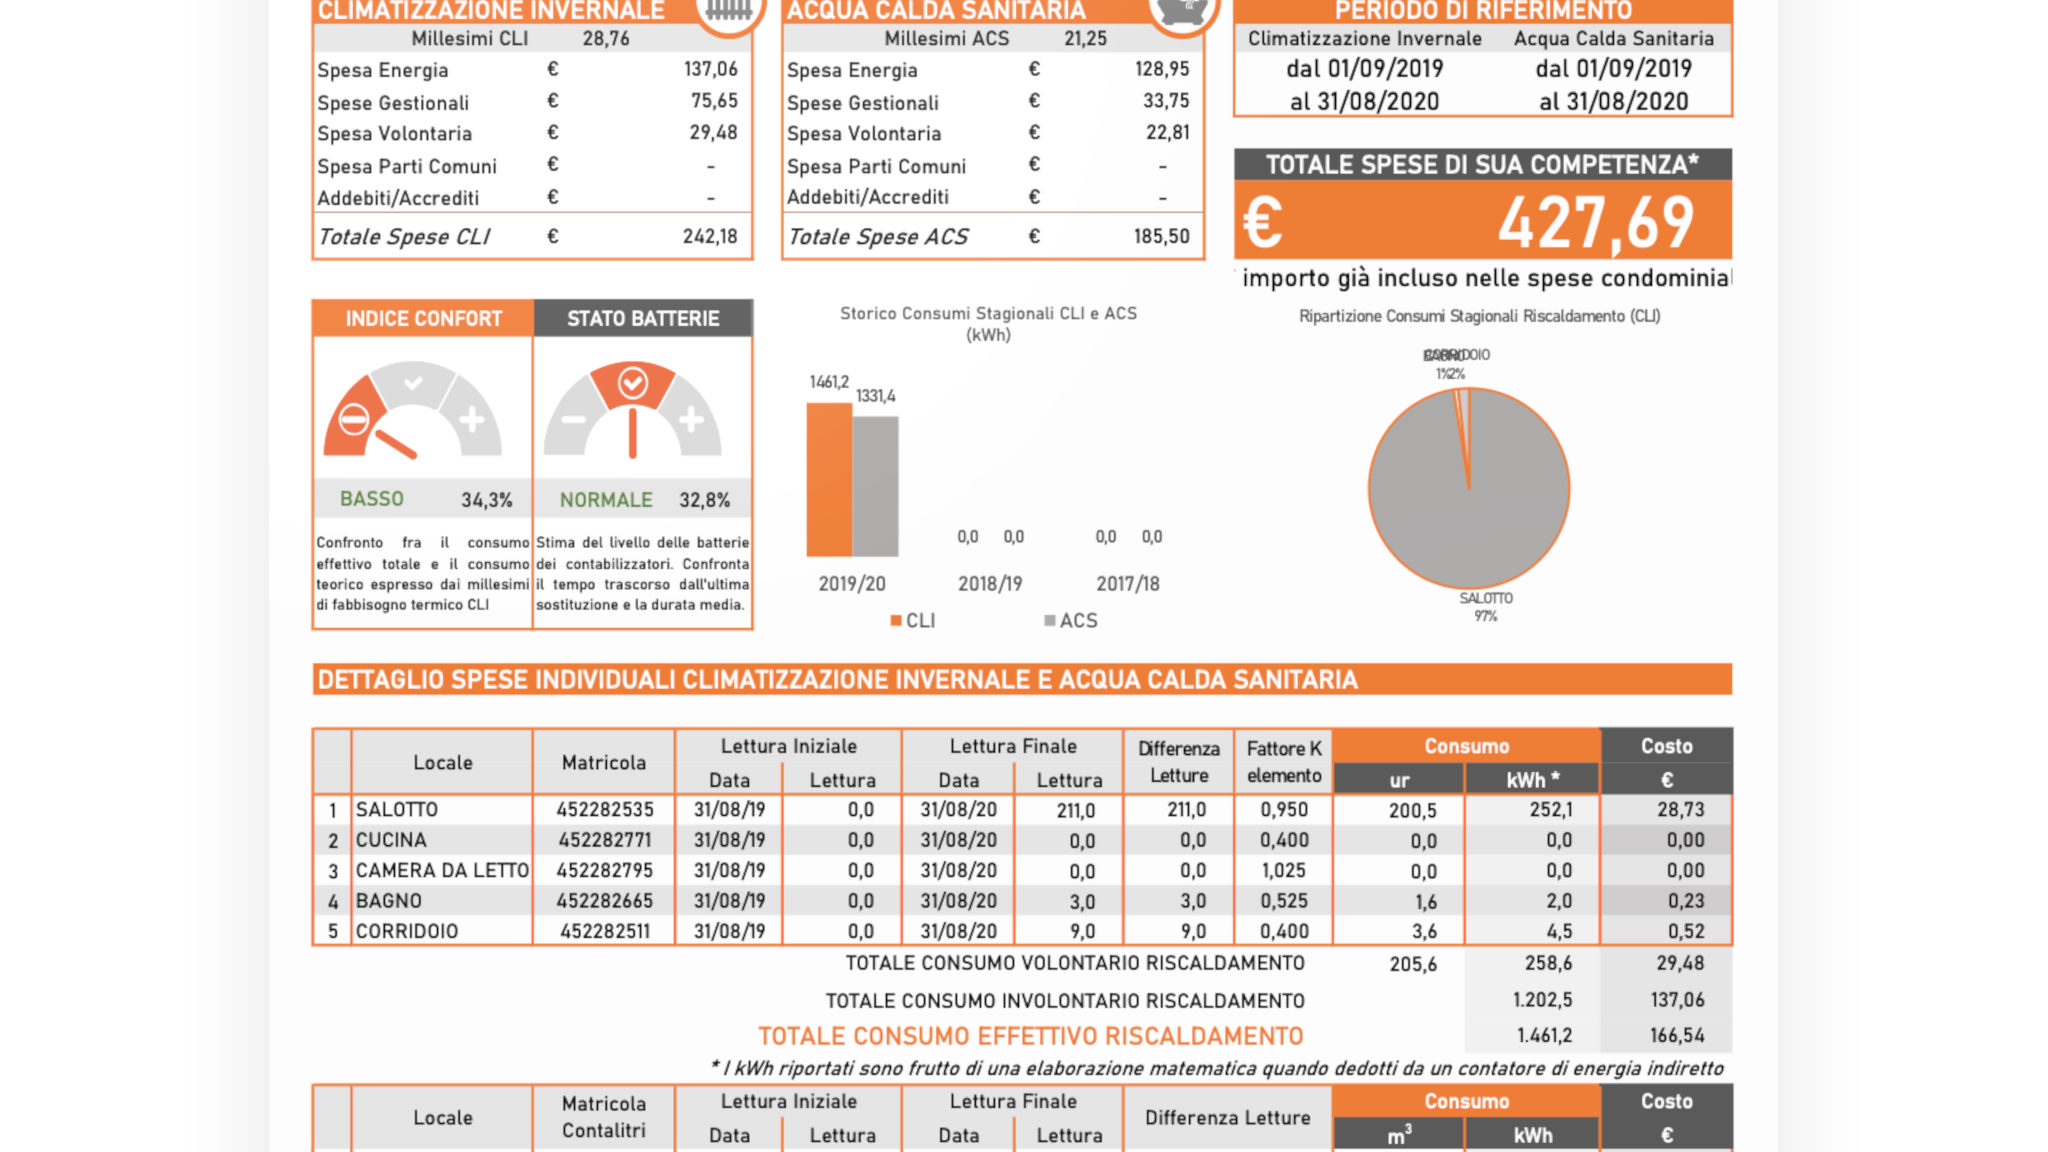 CLIMATIZZAZIONE INVERNALE
Millesimi CLI 28,76
Spesa Energia € 137,06
Spese Gestionali € 75,65
Spesa Volontaria € 29,48
Spesa Parti Comuni € -
Addebiti/Accrediti € -
Totale Spese CLI € 242,18
ACQUA CALDA SANITARIA
Millesimi ACS 21,25
Spesa Energia € 128,95
Spese Gestionali € 33,75
Spesa Volontaria € 22,81
Spesa Parti Comuni € -
Addebiti/Accrediti € -
Totale Spese ACS € 185,50
PERIODO DI RIFERIMENTO
Climatizzazione Invernale Acqua Calda Sanitaria
dal 01/09/2019 dal 01/09/2019
al 31/08/2020 al 31/08/2020
TOTALE SPESE DI SUA COMPETENZA*
€ 427,69
importo già incluso nelle spese condominial
INDICE CONFORT
BASSO 34,3%
Confronto fra il consumo
effettivo totale e il consumo
teorico espresso dai millesimi
di fabbisogno termico CLI
STATO BATTERIE
NORMALE 32,8%
Stima del livello delle batterie
dei contabilizzatori. Confronta
il tempo trascorso dall'ultima
sostituzione e la durata media.
Storico Consumi Stagionali CLI e ACS
(kWh)
1461,2
1331,4
0,0 0,0 0,0 0,0
2019/20 2018/19 2017/18
CLI ACS
Ripartizione Consumi Stagionali Riscaldamento (CLI)
BAGNO CORRIDOIO
1% 2%
SALOTTO
97%
DETTAGLIO SPESE INDIVIDUALI CLIMATIZZAZIONE INVERNALE E ACQUA CALDA SANITARIA
Locale Matricola Lettura Iniziale Lettura Finale Differenza Letture Fattore K elemento Consumo Costo
Data Lettura Data Lettura ur kWh * €
1 SALOTTO 452282535 31/08/19 0,0 31/08/20 211,0 211,0 0,950 200,5 252,1 28,73
2 CUCINA 452282771 31/08/19 0,0 31/08/20 0,0 0,0 0,400 0,0 0,0 0,00
3 CAMERA DA LETTO 452282795 31/08/19 0,0 31/08/20 0,0 0,0 1,025 0,0 0,0 0,00
4 BAGNO 452282665 31/08/19 0,0 31/08/20 3,0 3,0 0,525 1,6 2,0 0,23
5 CORRIDOIO 452282511 31/08/19 0,0 31/08/20 9,0 9,0 0,400 3,6 4,5 0,52
TOTALE CONSUMO VOLONTARIO RISCALDAMENTO 205,6 258,6 29,48
TOTALE CONSUMO INVOLONTARIO RISCALDAMENTO 1.202,5 137,06
TOTALE CONSUMO EFFETTIVO RISCALDAMENTO 1.461,2 166,54
* I kWh riportati sono frutto di una elaborazione matematica quando dedotti da un contatore di energia indiretto
Locale Matricola Contalitri Lettura Iniziale Lettura Finale Differenza Letture Consumo Costo
Data Lettura Data Lettura m³ kWh €